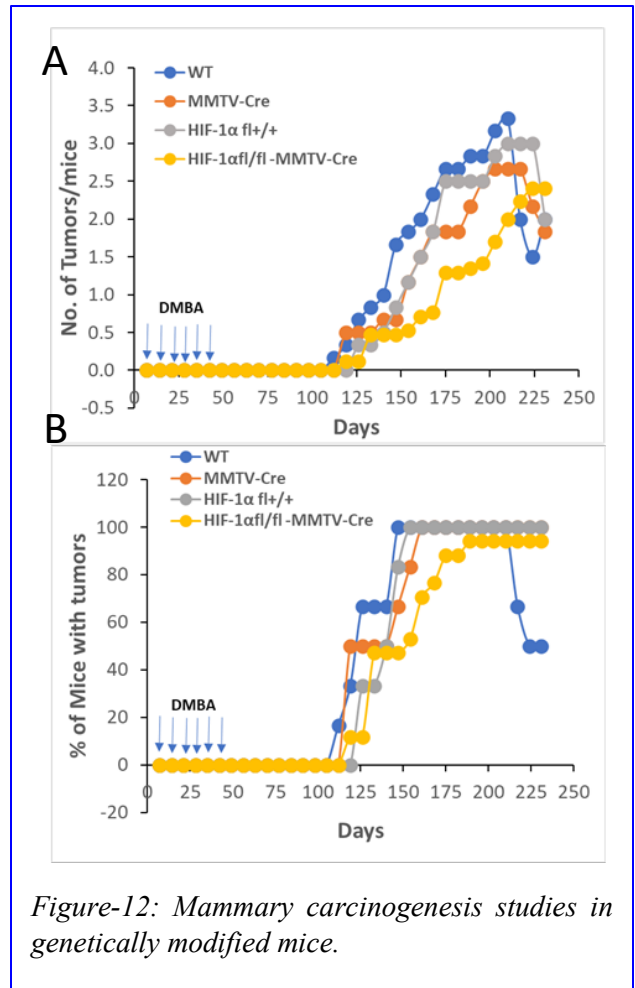 A
WT
MMTV-Cre
HIF-1α fl+/+
HIF-1αfl/fl -MMTV-Cre
4.0
3.5
3.0
2.5
2.0
1.5
1.0
0.5
0.0
-0.5
No. of Tumors/mice
DMBA
0 25 50 75 100 125 150 175 200 225 250
Days
B
WT
MMTV-Cre
HIF-1α fl+/+
HIF-1αfl/fl -MMTV-Cre
120
100
80
60
40
20
0
-20
% of Mice with tumors
DMBA
0 25 50 75 100 125 150 175 200 225 250
Days
Figure-12: Mammary carcinogenesis studies in
genetically modified mice.